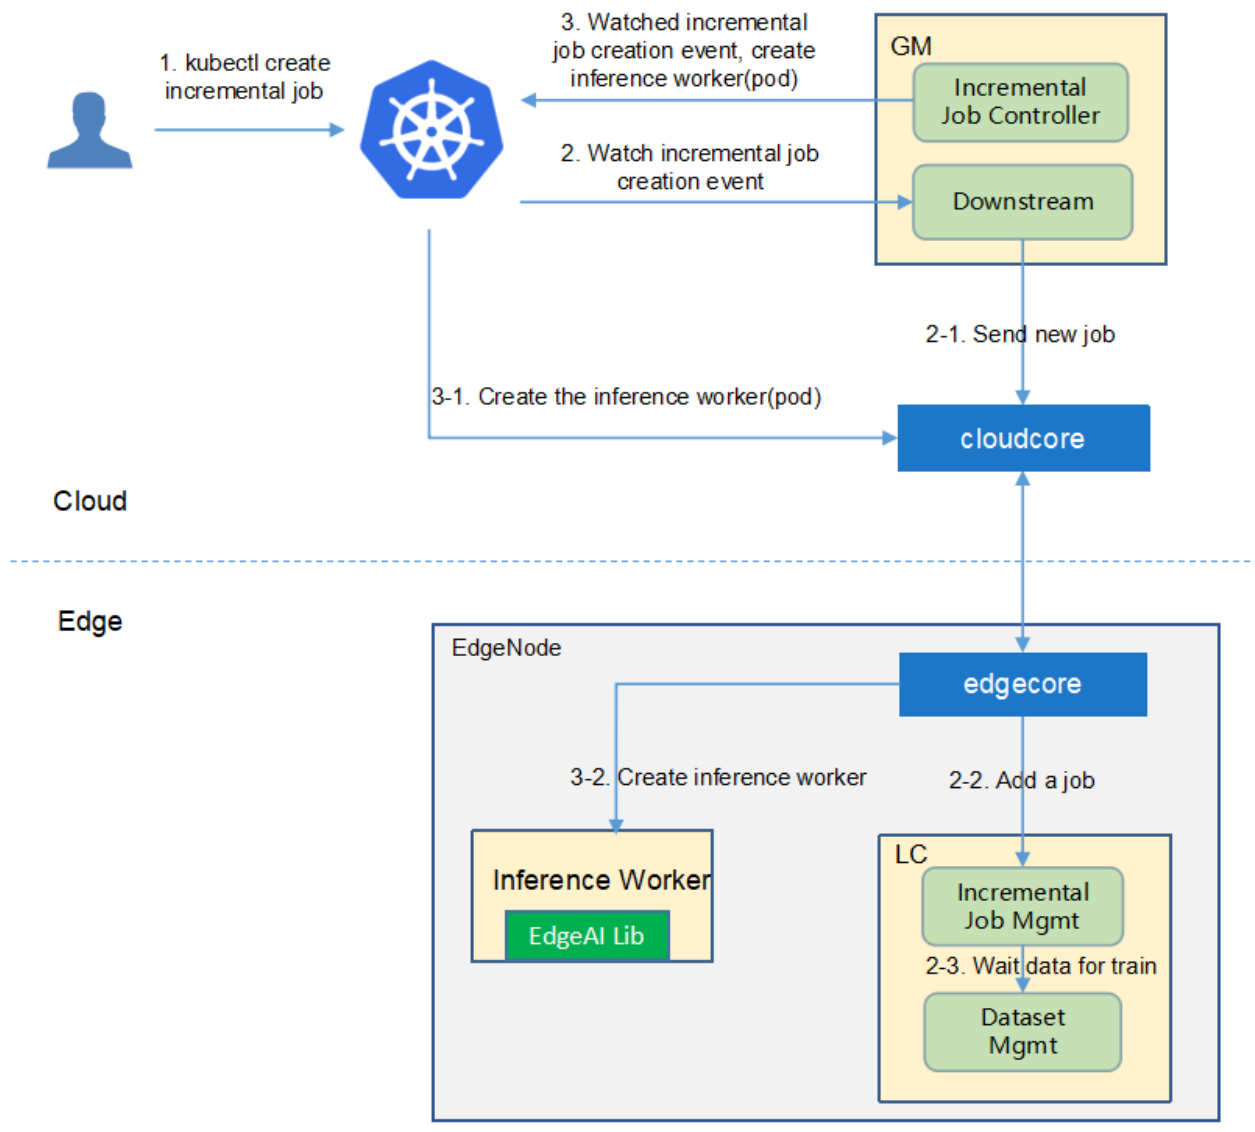 3. Watched incremental
job creation event, create
inference worker(pod)
GM
1. kubectl create
incremental job
Incremental
Job Controller
2. Watch incremental job
creation event
Downstream
2-1. Send new job
3-1. Create the inference worker(pod)
cloudcore
Cloud
Edge
EdgeNode
edgecore
3-2. Create inference worker
2-2. Add a job
LC
Inference Worker
EdgeAI Lib
Incremental
Job Mgmt
2-3. Wait data for train
Dataset
Mgmt